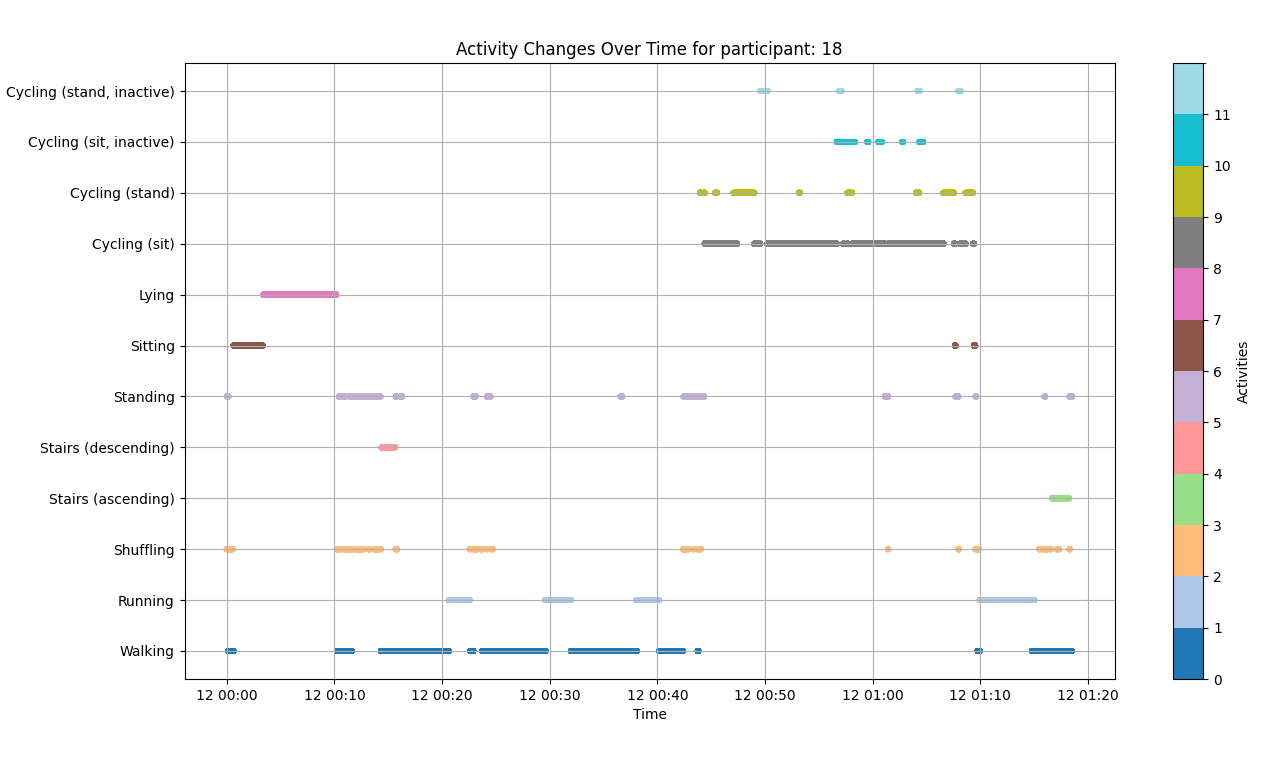 Activity Changes Over Time for participant: 18
Cycling (stand, inactive)
Cycling (sit, inactive)
Cycling (stand)
Cycling (sit)
Lying
Sitting
Standing
Stairs (descending)
Stairs (ascending)
Shuffling
Running
Walking
12 00:00 12 00:10 12 00:20 12 00:30 12 00:40 12 00:50 12 01:00 12 01:10 12 01:20
Time
11
10
9
8
7
6
5
4
3
2
1
0
Activities